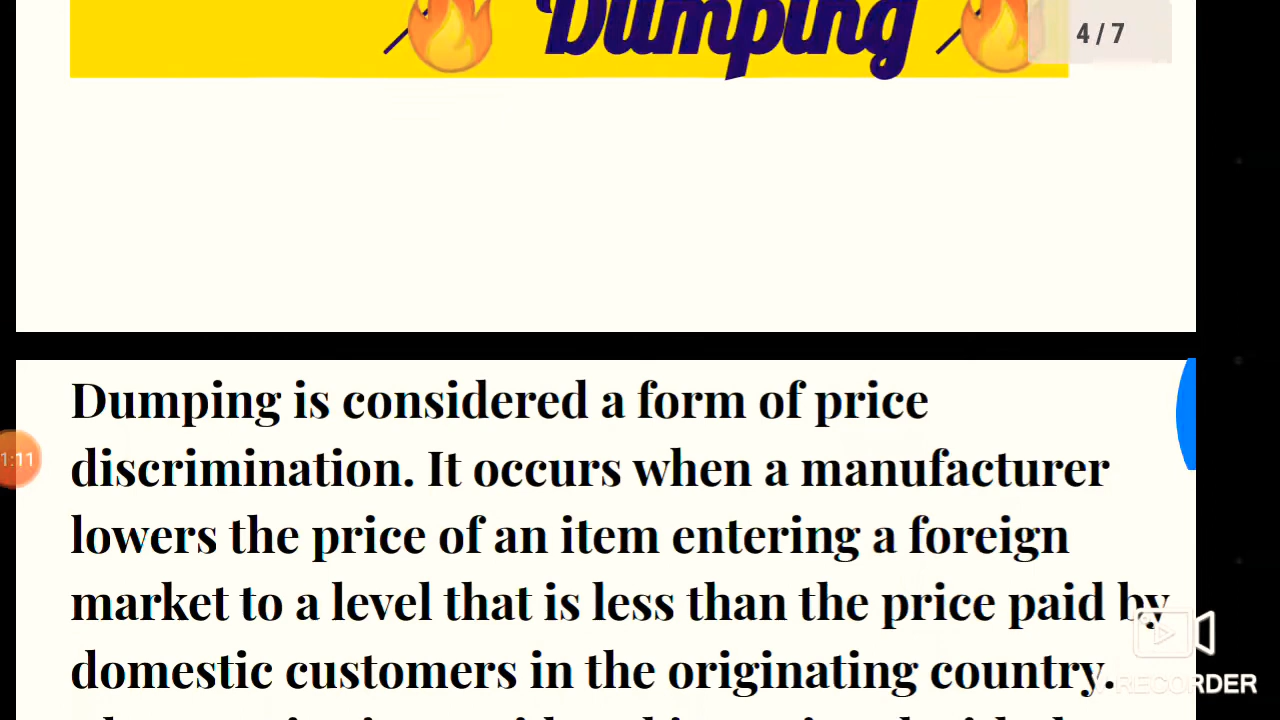 Dumping
4 / 7
Dumping is considered a form of price
discrimination. It occurs when a manufacturer
lowers the price of an item entering a foreign
market to a level that is less than the price paid by
domestic customers in the originating country.
1:11
RECORDER